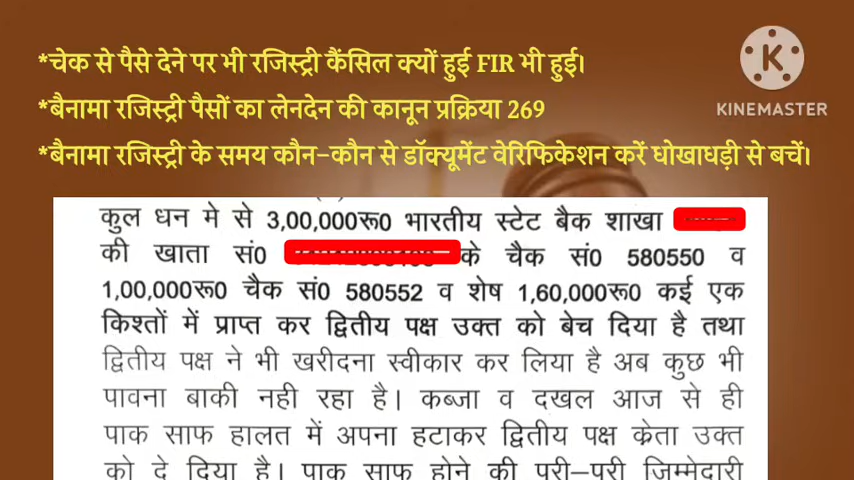 *चेक से पैसे देने पर भी रजिस्ट्री कैंसिल क्यों हुई FIR भी हुई।
KINEMASTER
*बैनामा रजिस्ट्री पैसों का लेनदेन की कानून प्रक्रिया 269
*बैनामा रजिस्ट्री के समय कौन-कौन से डॉक्यूमेंट वेरिफिकेशन करें धोखाधड़ी से बचें।
कुल धन मे से 3,00,000रू0 भारतीय स्टेट बैक शाखा
की खाता सं0 के चैक सं0 580550 व
1,00,000रू0 चैक सं0 580552 व शेष 1,60,000रू0 कई एक
किश्तों में प्राप्त कर द्वितीय पक्ष उक्त को बेच दिया है तथा
द्वितीय पक्ष ने भी खरीदना स्वीकार कर लिया है अब कुछ भी
पावना बाकी नही रहा है। कब्जा व दखल आज से ही
पाक साफ हालत में अपना हटाकर द्वितीय पक्ष क्रेता उक्त
को दे दिया है। पाक साफ होने की पूरी-पूरी जिम्मेदारी